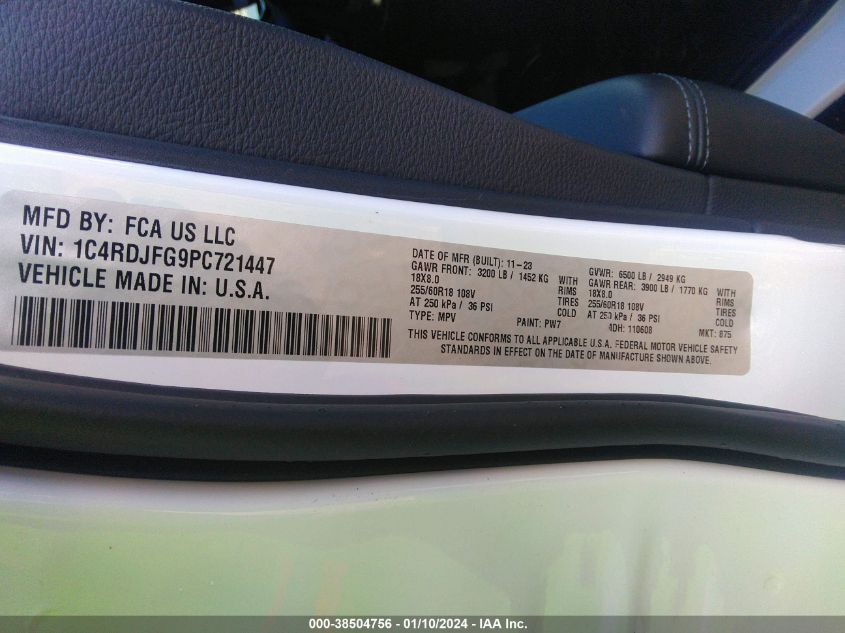 MFD BY: FCA US LLC
VIN: 1C4RDJFG9PC721447
VEHICLE MADE IN: U.S.A.
DATE OF MFR (BUILT): 11-23
GAWR FRONT: 3200 LB / 1452 KG WITH
18X8.0 RIMS
255/60R18 108V TIRES
AT 250 kPa / 36 PSI COLD
TYPE: MPV PAINT: PW7
GVWR: 6500 LB / 2949 KG
GAWR REAR: 3900 LB / 1770 KG WITH
18X8.0 RIMS
255/60R18 108V TIRES
AT 250 kPa / 36 PSI COLD
4DH: 110608 MKT: 875
THIS VEHICLE CONFORMS TO ALL APPLICABLE U.S.A. FEDERAL MOTOR VEHICLE SAFETY
STANDARDS IN EFFECT ON THE DATE OF MANUFACTURE SHOWN ABOVE.
000-38504756 - 01/10/2024 - IAA Inc.